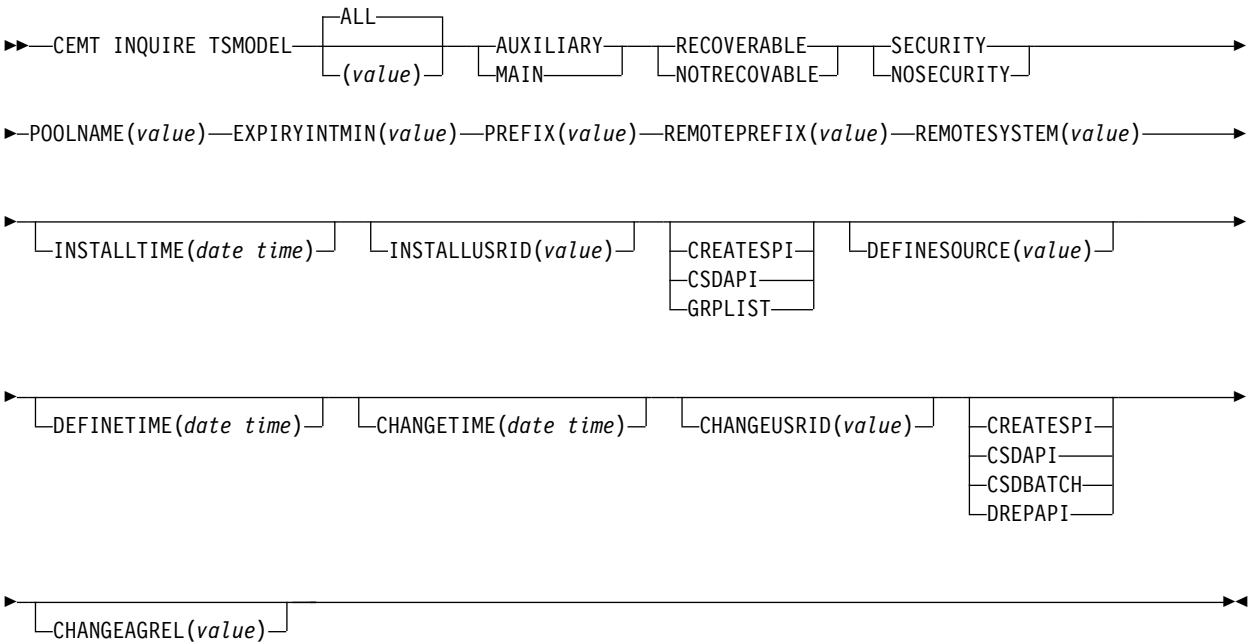 ALL
CEMT INQUIRE TSMODEL (value) AUXILIARY RECOVERABLE SECURITY
MAIN NOTRECOVABLE NOSECURITY
POOLNAME(value) EXPIRYINTMIN(value) PREFIX(value) REMOTEPREFIX(value) REMOTESYSTEM(value)
INSTALLTIME(date time) INSTALLUSRID(value) CREATESPI DEFINESOURCE(value)
CSDAPI
GRPLIST
DEFINETIME(date time) CHANGETIME(date time) CHANGEUSRID(value) CREATESPI
CSDAPI
CSDBATCH
DREPAPI
CHANGEAGREL(value)